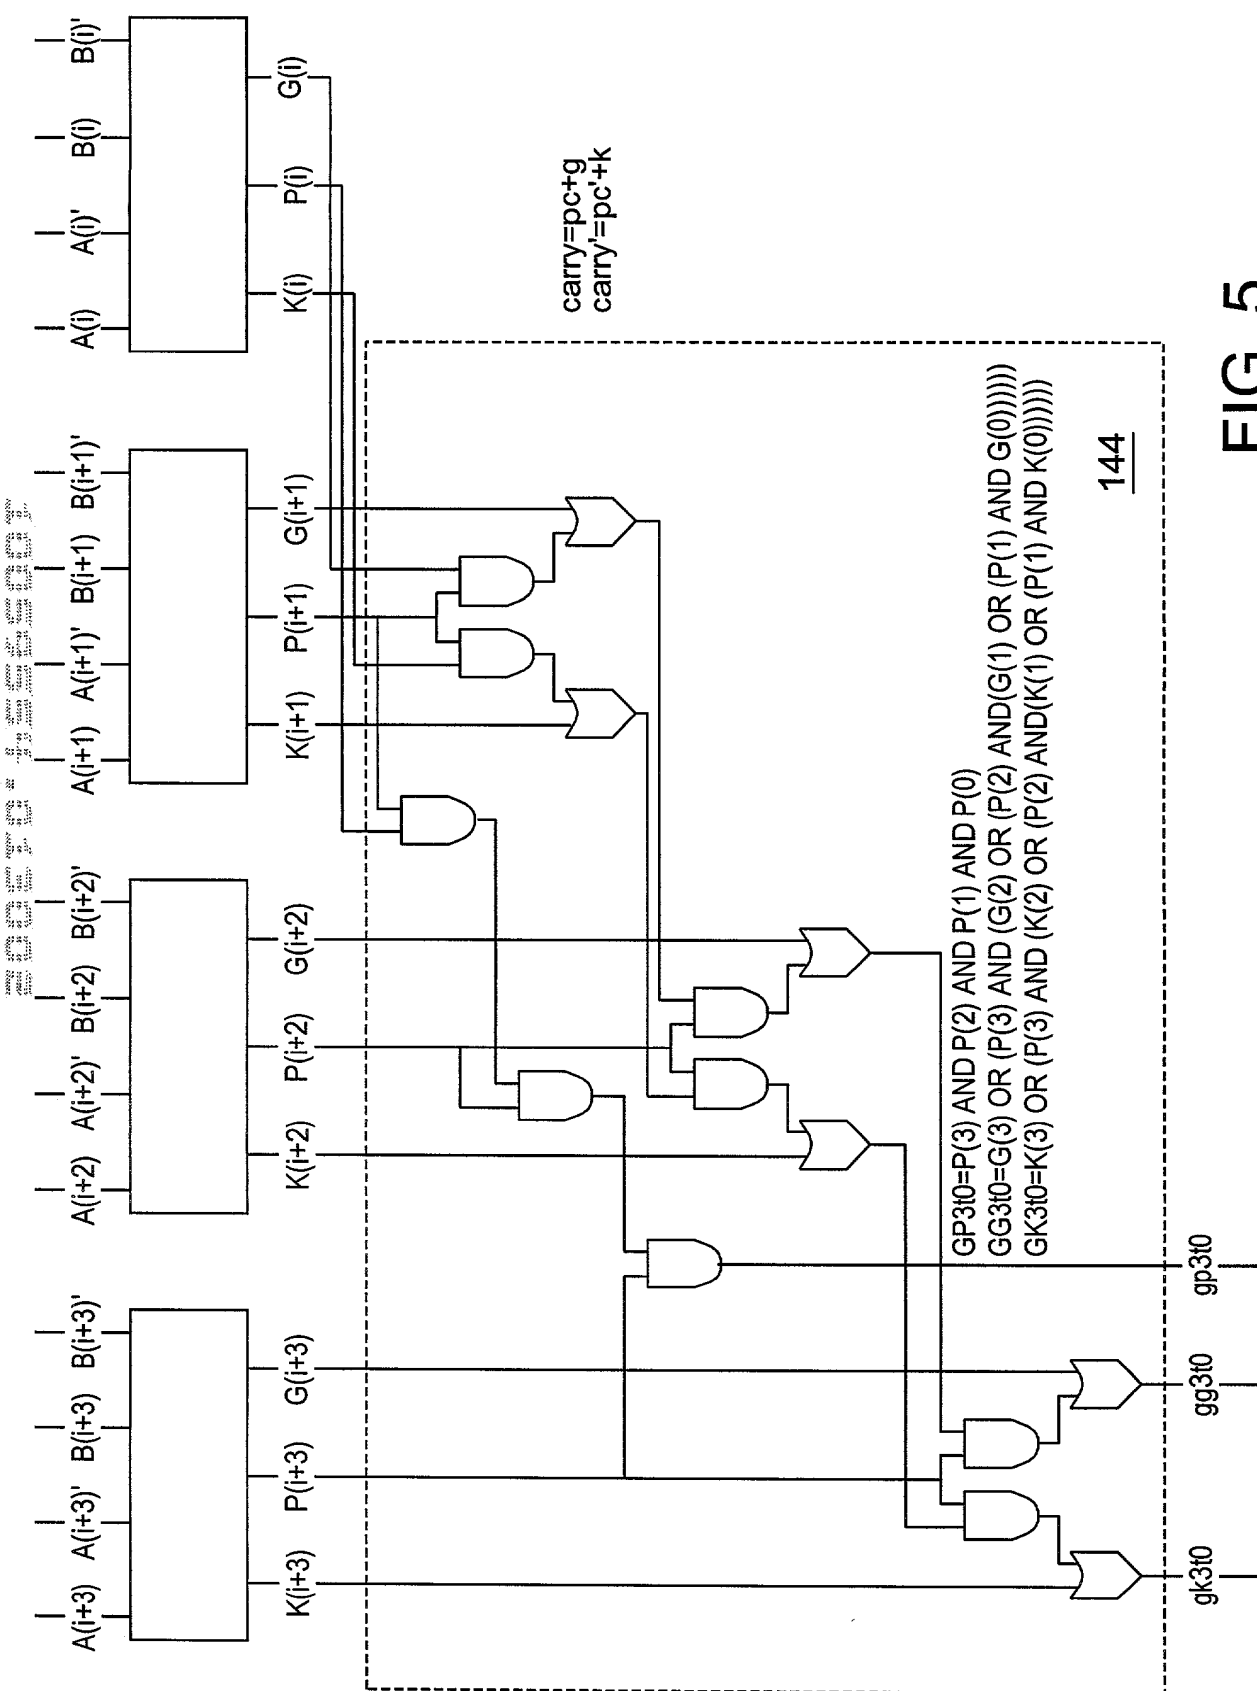 A(i+3) A(i+3)' B(i+3) B(i+3)' A(i+2) A(i+2)' B(i+2) B(i+2)' A(i+1) A(i+1)' B(i+1) B(i+1)' A(i) A(i)' B(i) B(i)'
K(i+3) P(i+3) G(i+3) K(i+2) P(i+2) G(i+2) K(i+1) P(i+1) G(i+1) K(i) P(i) G(i)
carry=pc+g
carry'=pc'+k
GP3t0=P(3) AND P(2) AND P(1) AND P(0)
GG3t0=G(3) OR (P(3) AND (G(2) OR (P(2) AND(G(1) OR (P(1) AND G(0))))))
GK3t0=K(3) OR (P(3) AND (K(2) OR (P(2) AND(K(1) OR (P(1) AND K(0))))))
144
gk3t0 gg3t0 gp3t0
FIG. 5